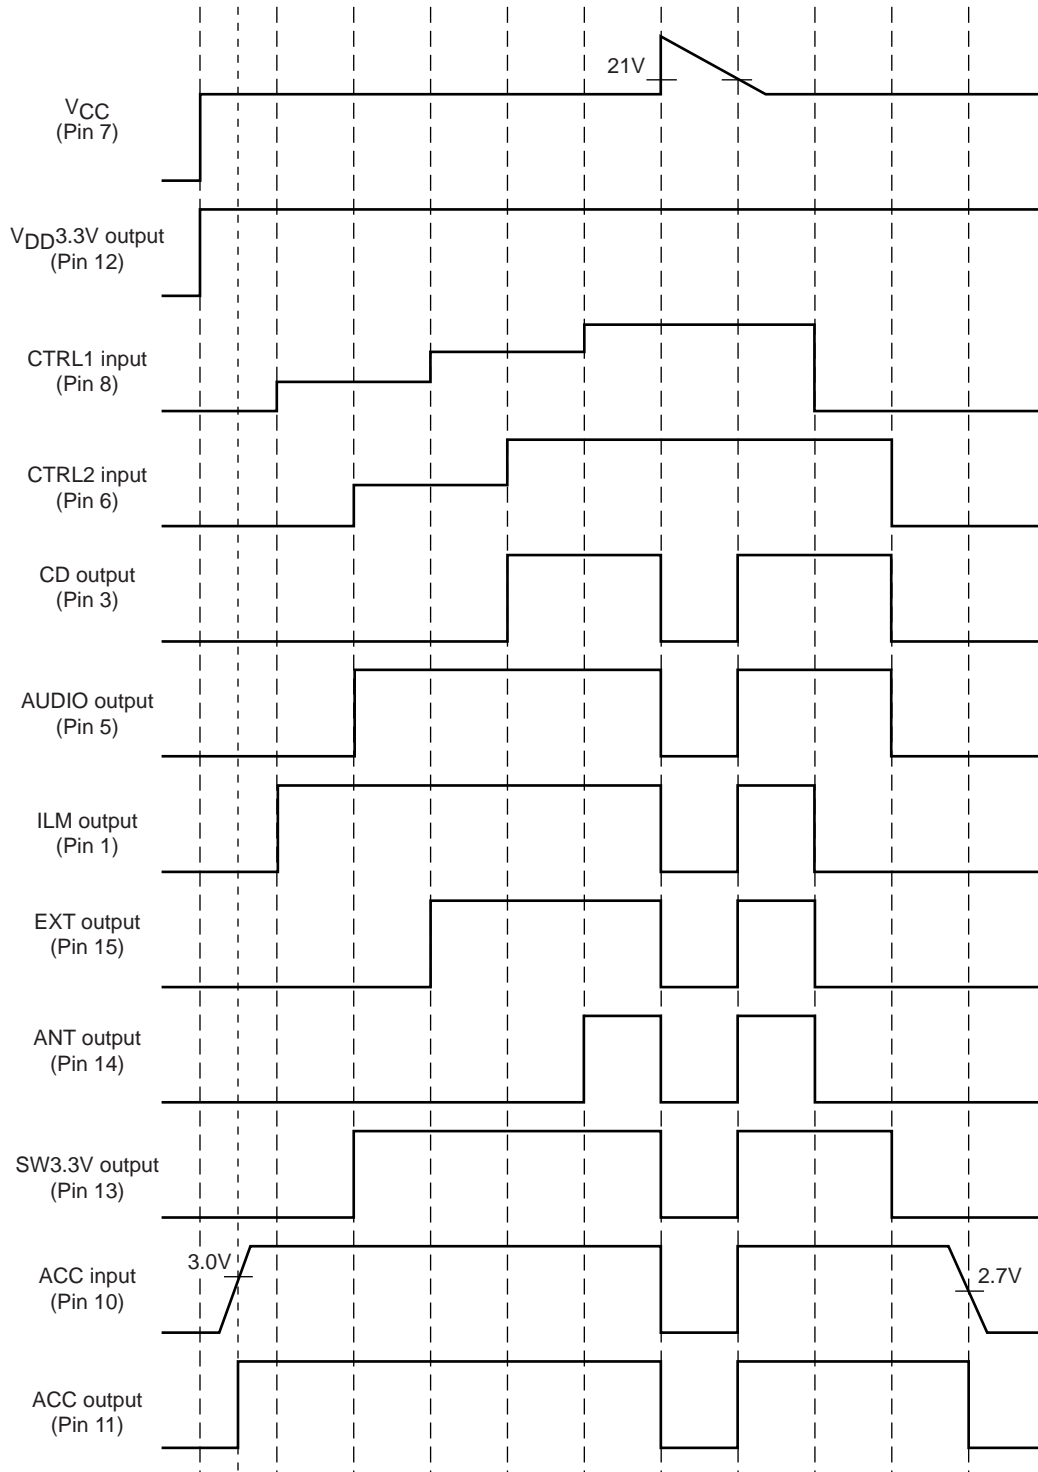 21V
VCC
(Pin 7)
VDD3.3V output
(Pin 12)
CTRL1 input
(Pin 8)
CTRL2 input
(Pin 6)
CD output
(Pin 3)
AUDIO output
(Pin 5)
ILM output
(Pin 1)
EXT output
(Pin 15)
ANT output
(Pin 14)
SW3.3V output
(Pin 13)
3.0V
ACC input
(Pin 10)
2.7V
ACC output
(Pin 11)